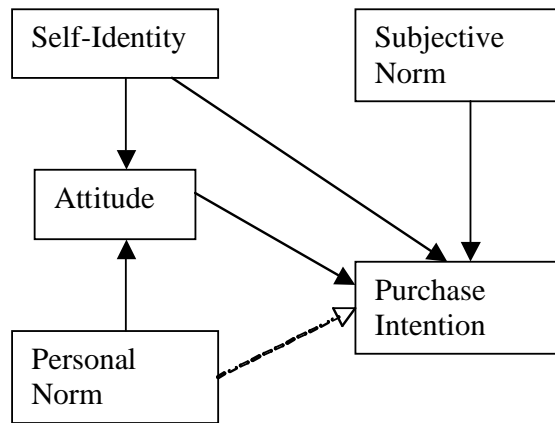 Self-Identity
Subjective
Norm
Attitude
Purchase
Intention
Personal
Norm